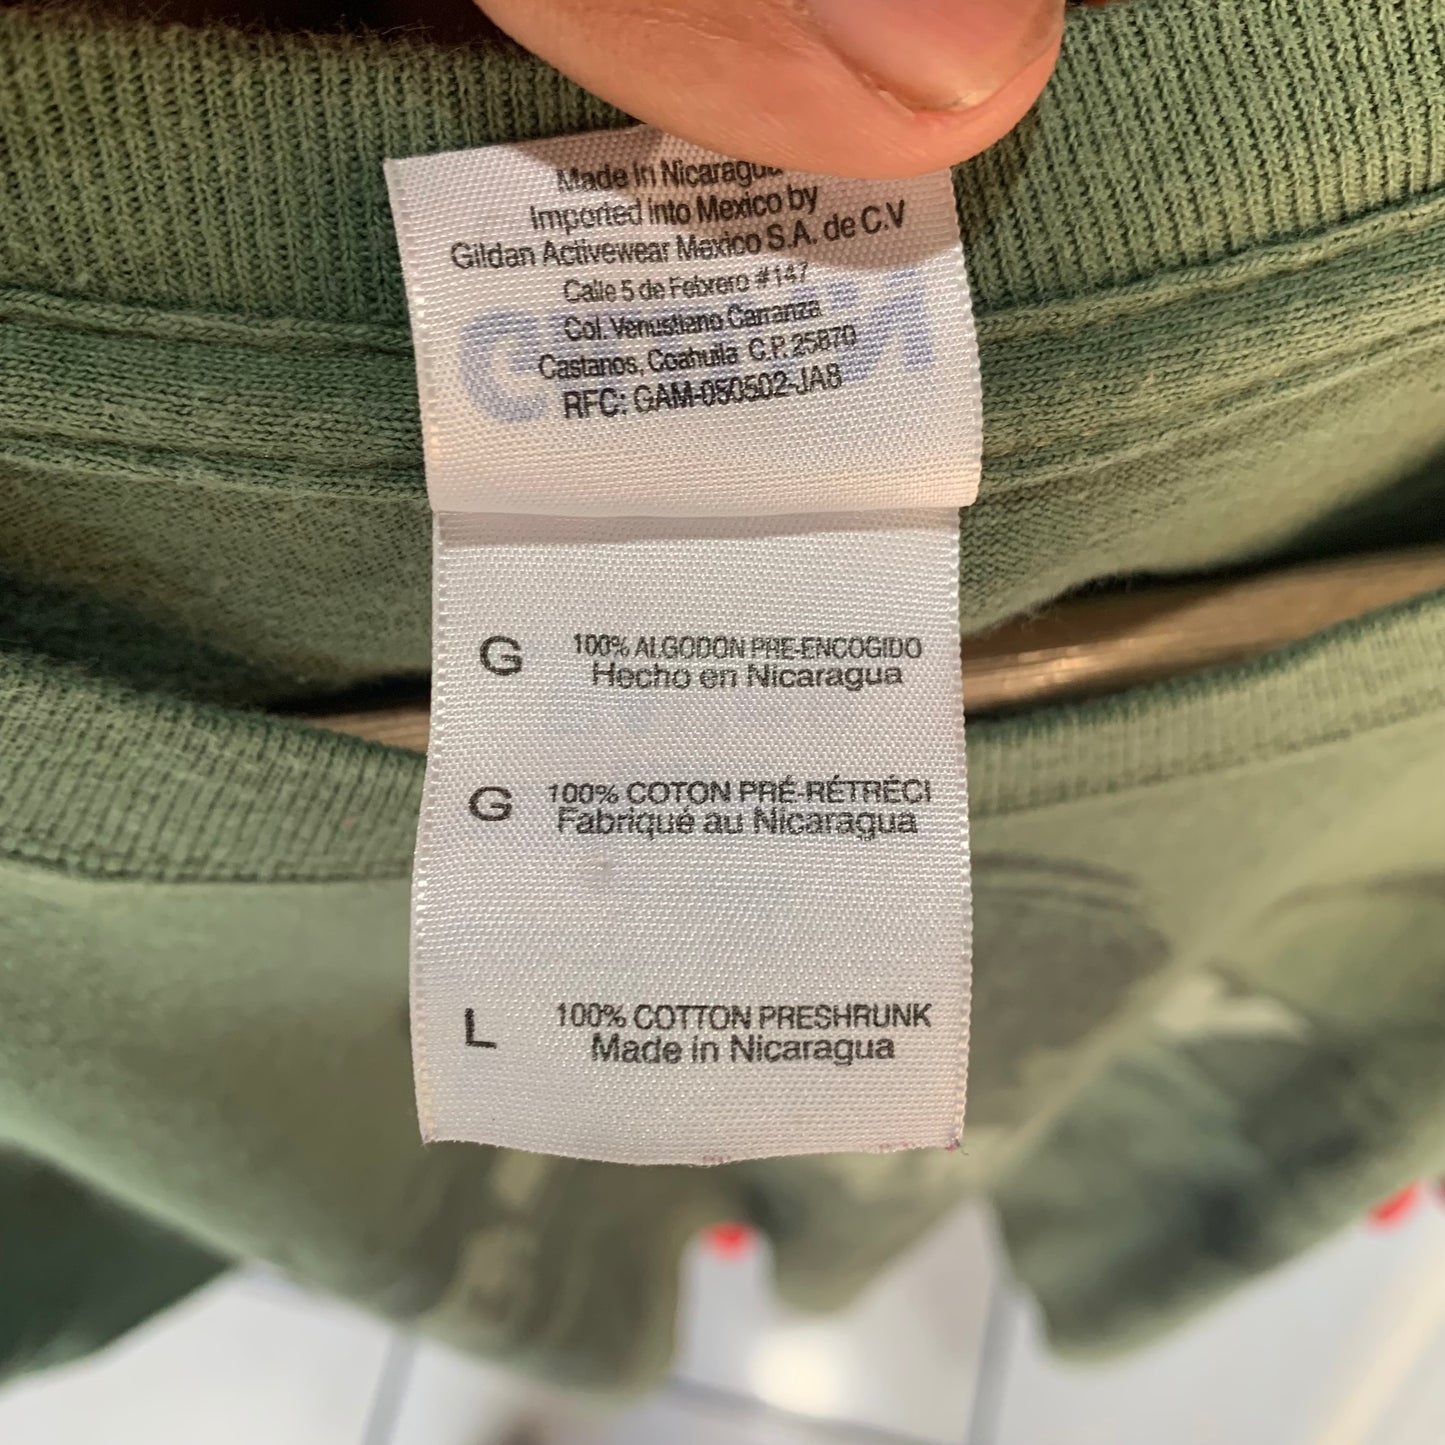 Made in Nicaragua
Imported into Mexico by
Gildan Activewear Mexico S.A. de C.V
Calle 5 de Febrero #147
Col. Venustiano Carranza
Castanos, Coahuila C.P. 25870
RFC: GAM-050502-JA8
G 100% ALGODON PRE-ENCOGIDO
Hecho en Nicaragua
G 100% COTON PRÉ-RÉTRÉCI
Fabriqué au Nicaragua
L 100% COTTON PRESHRUNK
Made in Nicaragua